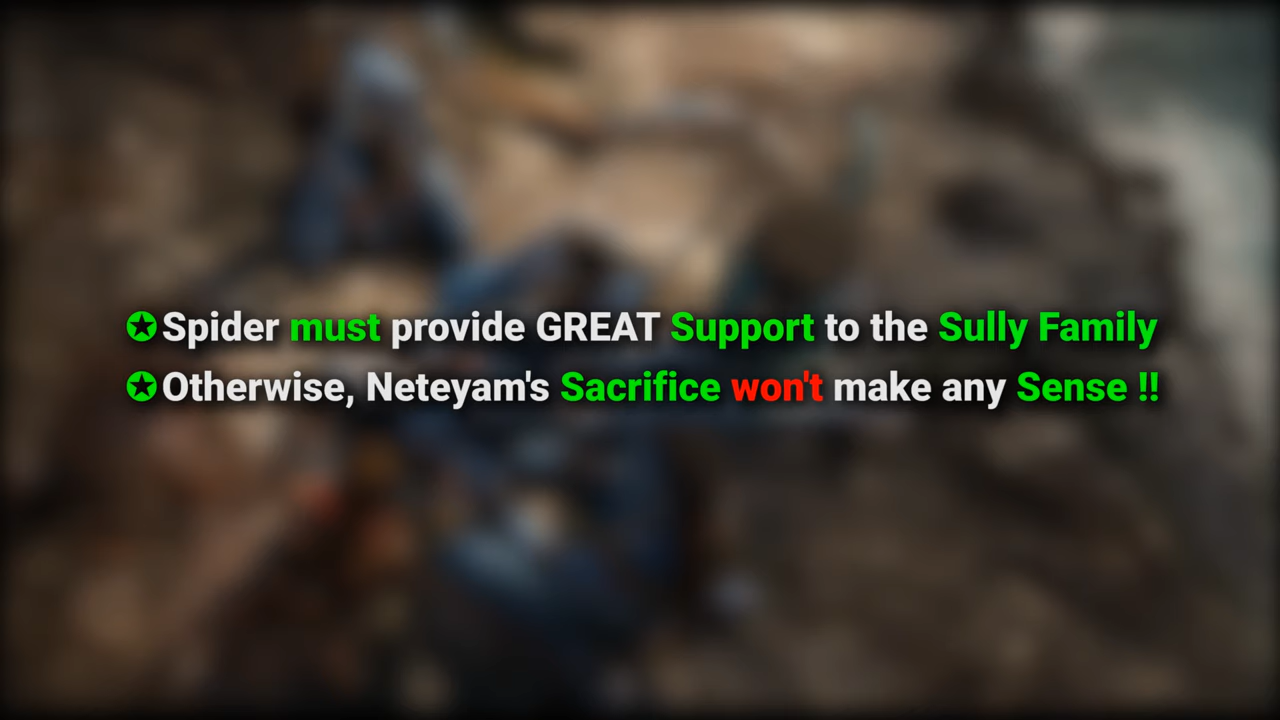 ✪Spider must provide GREAT Support to the Sully Family
✪Otherwise, Neteyam's Sacrifice won't make any Sense !!